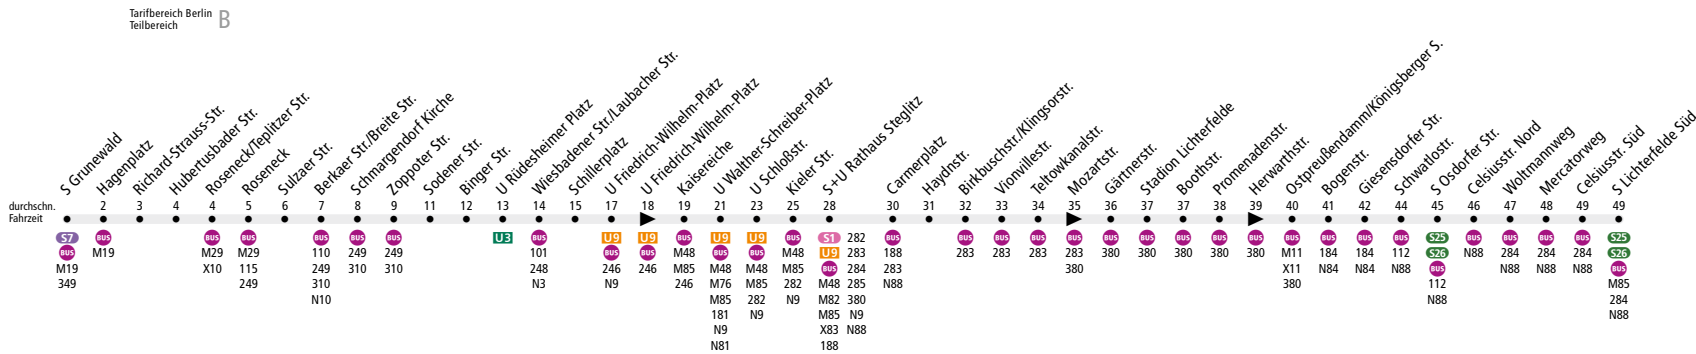 Tarifbereich Berlin
Teilbereich
B
S Grunewald
Hagenplatz
Richard-Strauss-Str.
Hubertusbader Str.
Roseneck/Teplitzer Str.
Roseneck
Sulzaer Str.
Berkaer Str./Breite Str.
Schmargendorf Kirche
Zoppoter Str.
Sodener Str.
Binger Str.
U Rüdesheimer Platz
Wiesbadener Str./Laubacher Str.
Schillerplatz
U Friedrich-Wilhelm-Platz
U Friedrich-Wilhelm-Platz
Kaisereiche
U Walther-Schreiber-Platz
U Schloßstr.
Kieler Str.
S+U Rathaus Steglitz
Carmerplatz
Haydnstr.
Birkbuschstr./Klingsorstr.
Vionvillestr.
Teltowkanalstr.
Mozartstr.
Gärtnerstr.
Stadion Lichterfelde
Boothstr.
Promenadenstr.
Herwarthstr.
Ostpreußendamm/Königsberger S.
Bogenstr.
Giesensdorfer Str.
Schwatlostr.
S Osdorfer Str.
Celsiusstr. Nord
Woltmannweg
Mercatorweg
Celsiusstr. Süd
S Lichterfelde Süd
durchschn.
Fahrzeit
2 3 4 4 5 6 7 8 9 11 12 13 14 15 17 18 19 21 23 25 28 30 31 32 33 34 35 36 37 37 38 39 40 41 42 44 45 46 47 48 49 49
S7 BUS M19 349
BUS M19
BUS M29 X10
BUS M29 115 249
BUS 110 249 310 N10
BUS 249 310
BUS 249 310
U3
BUS 101 248 N3
U9 BUS 246 N9
U9 BUS 246
BUS M48 M85 246
U9 BUS M48 M76 M85 181 N9 N81
U9 BUS M48 M85 282 N9
BUS M48 M85 282 N9
S1 U9 BUS M48 M82 M85 X83 188
282 283 284 285 380 N9 N88
BUS 188 283 N88
BUS 283
BUS 283
BUS 283
BUS 283 380
BUS 380
BUS 380
BUS 380
BUS 380
BUS 380
BUS M11 X11 380
BUS 184 N84
BUS 184 N84
BUS 112 N88
S25 S26 BUS 112 N88
BUS N88
BUS 284 N88
BUS 284 N88
BUS 284 N88
S25 S26 BUS M85 284 N88